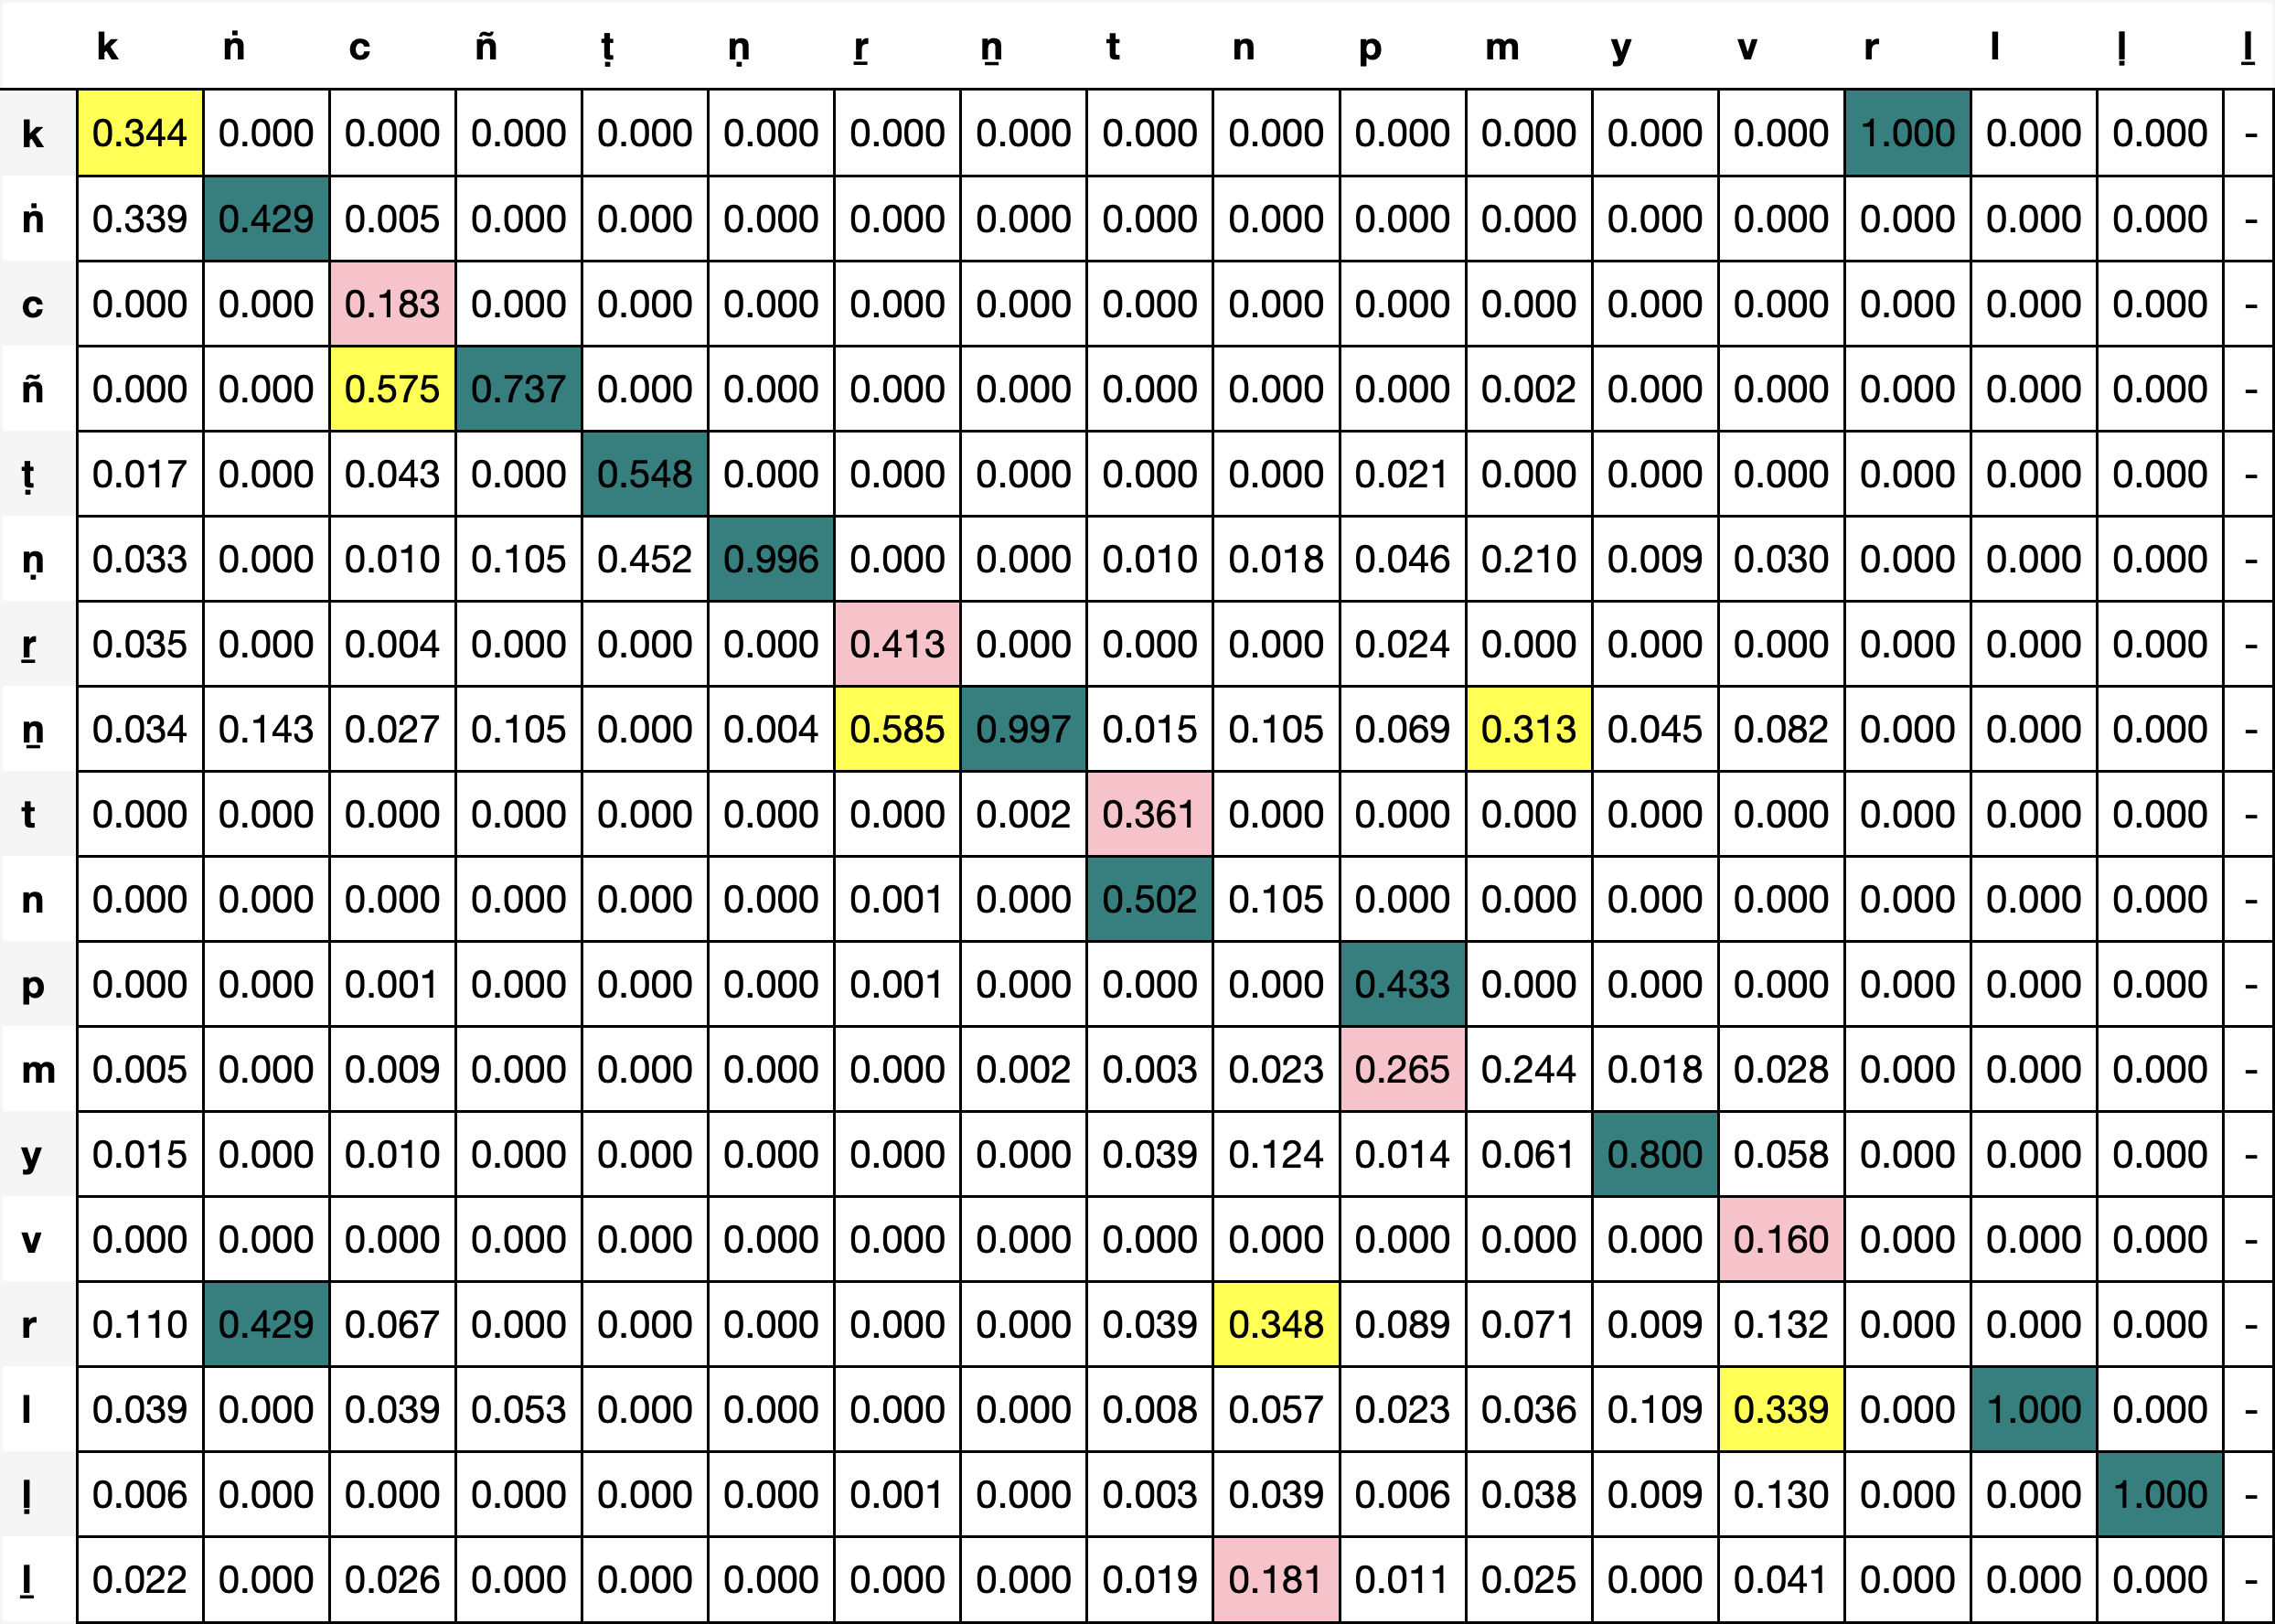 k ṅ c ñ ṭ ṇ ṟ ṉ t n p m y v r l ḷ ḻ
k 0.344 0.000 0.000 0.000 0.000 0.000 0.000 0.000 0.000 0.000 0.000 0.000 0.000 0.000 1.000 0.000 0.000 -
ṅ 0.339 0.429 0.005 0.000 0.000 0.000 0.000 0.000 0.000 0.000 0.000 0.000 0.000 0.000 0.000 0.000 0.000 -
c 0.000 0.000 0.183 0.000 0.000 0.000 0.000 0.000 0.000 0.000 0.000 0.000 0.000 0.000 0.000 0.000 0.000 -
ñ 0.000 0.000 0.575 0.737 0.000 0.000 0.000 0.000 0.000 0.000 0.000 0.002 0.000 0.000 0.000 0.000 0.000 -
ṭ 0.017 0.000 0.043 0.000 0.548 0.000 0.000 0.000 0.000 0.000 0.021 0.000 0.000 0.000 0.000 0.000 0.000 -
ṇ 0.033 0.000 0.010 0.105 0.452 0.996 0.000 0.000 0.010 0.018 0.046 0.210 0.009 0.030 0.000 0.000 0.000 -
ṟ 0.035 0.000 0.004 0.000 0.000 0.000 0.413 0.000 0.000 0.000 0.024 0.000 0.000 0.000 0.000 0.000 0.000 -
ṉ 0.034 0.143 0.027 0.105 0.000 0.004 0.585 0.997 0.015 0.105 0.069 0.313 0.045 0.082 0.000 0.000 0.000 -
t 0.000 0.000 0.000 0.000 0.000 0.000 0.000 0.002 0.361 0.000 0.000 0.000 0.000 0.000 0.000 0.000 0.000 -
n 0.000 0.000 0.000 0.000 0.000 0.000 0.001 0.000 0.502 0.105 0.000 0.000 0.000 0.000 0.000 0.000 0.000 -
p 0.000 0.000 0.001 0.000 0.000 0.000 0.001 0.000 0.000 0.000 0.433 0.000 0.000 0.000 0.000 0.000 0.000 -
m 0.005 0.000 0.009 0.000 0.000 0.000 0.000 0.002 0.003 0.023 0.265 0.244 0.018 0.028 0.000 0.000 0.000 -
y 0.015 0.000 0.010 0.000 0.000 0.000 0.000 0.000 0.039 0.124 0.014 0.061 0.800 0.058 0.000 0.000 0.000 -
v 0.000 0.000 0.000 0.000 0.000 0.000 0.000 0.000 0.000 0.000 0.000 0.000 0.000 0.160 0.000 0.000 0.000 -
r 0.110 0.429 0.067 0.000 0.000 0.000 0.000 0.000 0.039 0.348 0.089 0.071 0.009 0.132 0.000 0.000 0.000 -
l 0.039 0.000 0.039 0.053 0.000 0.000 0.000 0.000 0.008 0.057 0.023 0.036 0.109 0.339 0.000 1.000 0.000 -
ḷ 0.006 0.000 0.000 0.000 0.000 0.000 0.001 0.000 0.003 0.039 0.006 0.038 0.009 0.130 0.000 0.000 1.000 -
ḻ 0.022 0.000 0.026 0.000 0.000 0.000 0.000 0.000 0.019 0.181 0.011 0.025 0.000 0.041 0.000 0.000 0.000 -